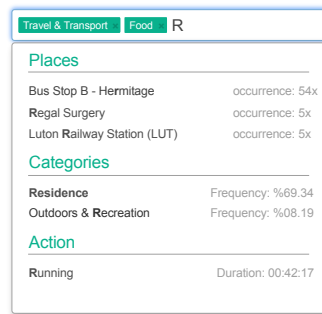 Travel & Transport × Food × R
Places
Bus Stop B - Hermitage occurrence: 54x
Regal Surgery occurrence: 5x
Luton Railway Station (LUT) occurrence: 5x
Categories
Residence Frequency: %69.34
Outdoors & Recreation Frequency: %08.19
Action
Running Duration: 00:42:17